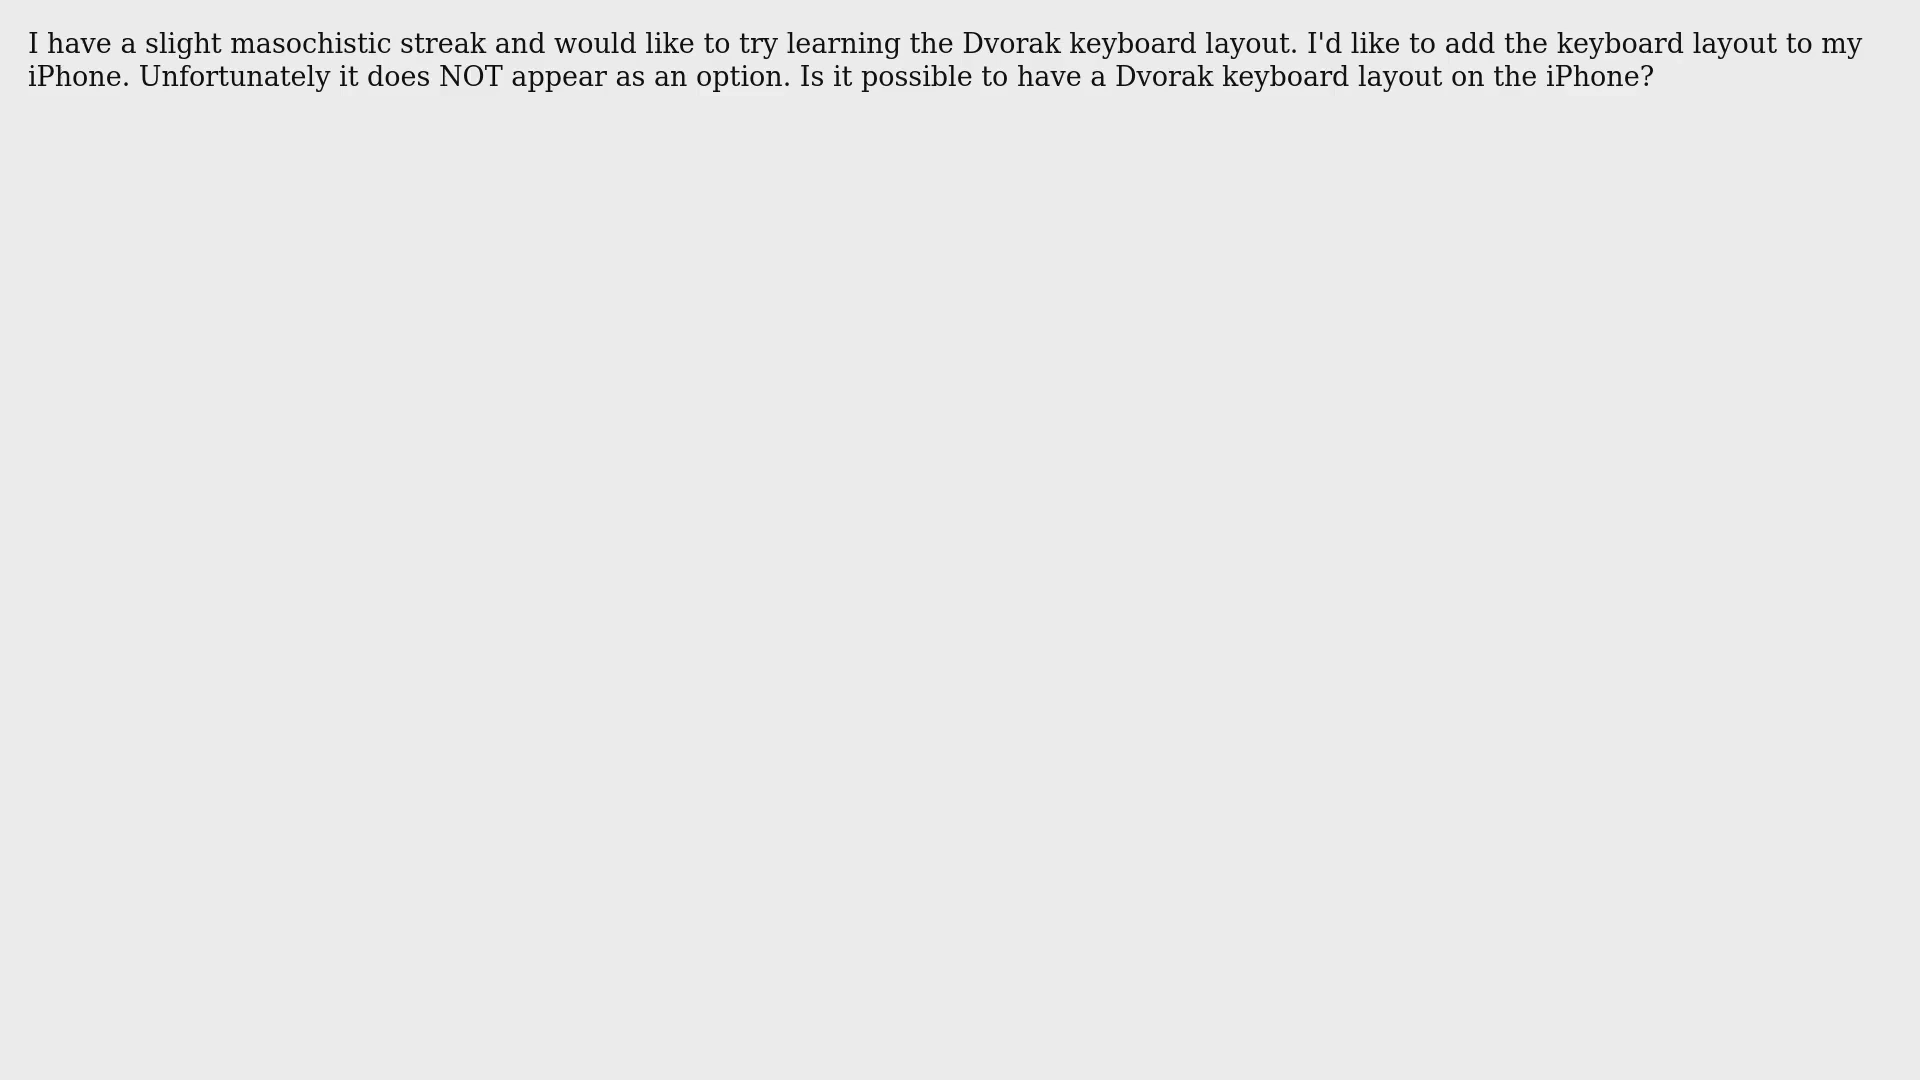 I have a slight masochistic streak and would like to try learning the Dvorak keyboard layout. I'd like to add the keyboard layout to my
iPhone. Unfortunately it does NOT appear as an option. Is it possible to have a Dvorak keyboard layout on the iPhone?